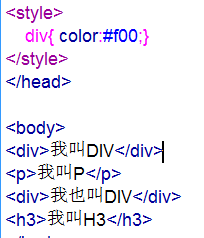 <style>
div{ color:#f00;}
</style>
</head>
<body>
<div>我叫DIV</div>
<p>我叫P</p>
<div>我也叫DIV</div>
<h3>我叫H3</h3>